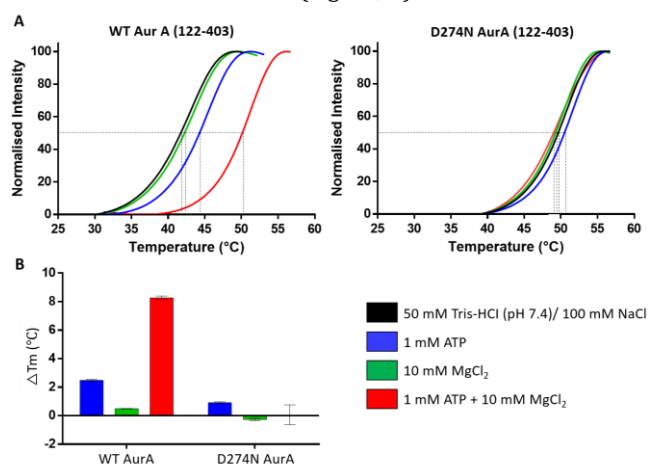 A
WT Aur A (122-403)
D274N AurA (122-403)
Normalised Intensity
100
80
60
40
20
0
25 30 35 40 45 50 55 60
Temperature (°C)
Normalised Intensity
100
80
60
40
20
0
25 30 35 40 45 50 55 60
Temperature (°C)
B
△Tm (°C)
10
8
6
4
2
0
-2
WT AurA
D274N AurA
50 mM Tris-HCl (pH 7.4)/ 100 mM NaCl
1 mM ATP
10 mM MgCl₂
1 mM ATP + 10 mM MgCl₂